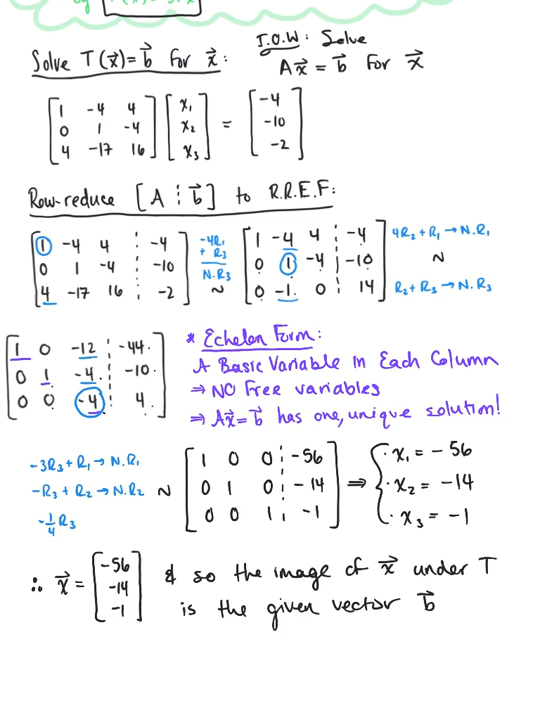 Solve T(x⃗)=b⃗ for x⃗: I.O.W: Solve
Ax⃗ = b⃗ for x⃗
[1 -4 4; 0 1 -4; 4 -17 16] [x₁; x₂; x₃] = [-4; -10; -2]
Row-reduce [A ¦ b⃗] to R.R.E.F:
[1 -4 4 ¦ -4; 0 1 -4 ¦ -10; 4 -17 16 ¦ -2] -4R₁ + R₃ N.R₃ ~ [1 -4 4 ¦ -4; 0 1 -4 ¦ -10; 0 -1 0 ¦ 14] 4R₂+R₁→N.R₁ ~ R₂+R₃→N.R₃
[1 0 -12 ¦ -44; 0 1 -4 ¦ -10; 0 0 -4 ¦ 4]
* Echelon Form:
A Basic Variable in Each Column
⇒ NO Free variables
⇒ Ax⃗=b⃗ has one, unique solution!
-3R₃+R₁→N.R₁
-R₃+R₂→N.R₂ ~ [1 0 0 ¦ -56; 0 1 0 ¦ -14; 0 0 1 ¦ -1] ⇒ { · x₁ = -56 · x₂ = -14 · x₃ = -1
-¼R₃
∴ x⃗ = [-56; -14; -1] & so the image of x⃗ under T
is the given vector b⃗